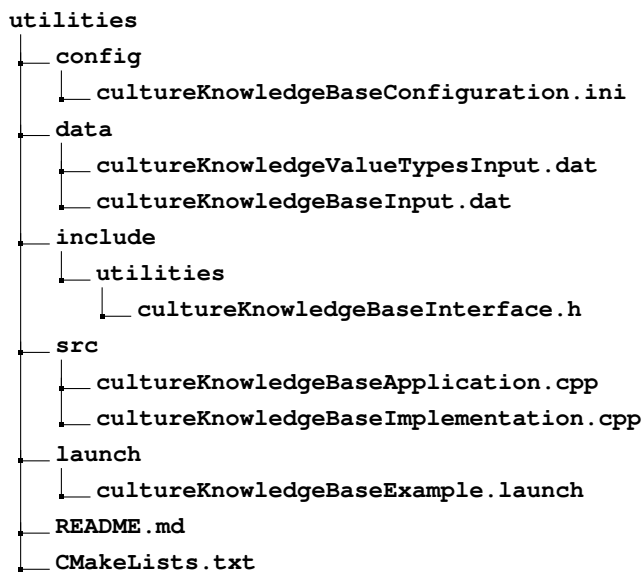 utilities
config
cultureKnowledgeBaseConfiguration.ini
data
cultureKnowledgeValueTypesInput.dat
cultureKnowledgeBaseInput.dat
include
utilities
cultureKnowledgeBaseInterface.h
src
cultureKnowledgeBaseApplication.cpp
cultureKnowledgeBaseImplementation.cpp
launch
cultureKnowledgeBaseExample.launch
README.md
CMakeLists.txt